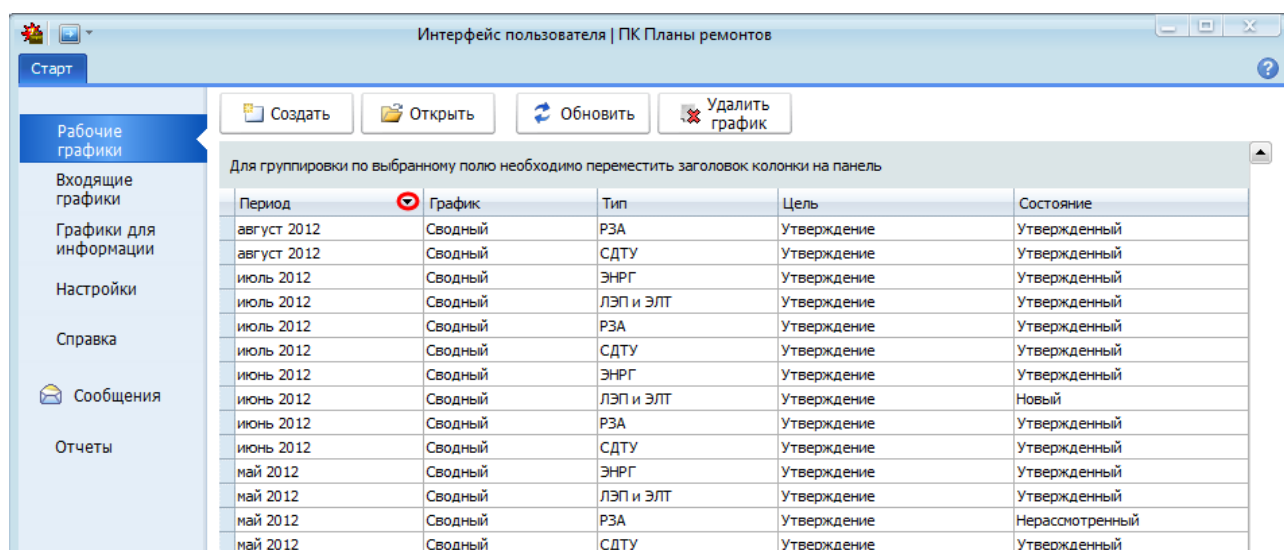 Интерфейс пользователя | ПК Планы ремонтов
Старт
Рабочие
графики
Входящие
графики
Графики для
информации
Настройки
Справка
Сообщения
Отчеты
Создать Открыть Обновить Удалить
график
Для группировки по выбранному полю необходимо переместить заголовок колонки на панель
Период График Тип Цель Состояние
август 2012 Сводный РЗА Утверждение Утвержденный
август 2012 Сводный СДТУ Утверждение Утвержденный
июль 2012 Сводный ЭНРГ Утверждение Утвержденный
июль 2012 Сводный ЛЭП и ЭЛТ Утверждение Утвержденный
июль 2012 Сводный РЗА Утверждение Утвержденный
июль 2012 Сводный СДТУ Утверждение Утвержденный
июнь 2012 Сводный ЭНРГ Утверждение Утвержденный
июнь 2012 Сводный ЛЭП и ЭЛТ Утверждение Новый
июнь 2012 Сводный РЗА Утверждение Утвержденный
июнь 2012 Сводный СДТУ Утверждение Утвержденный
май 2012 Сводный ЭНРГ Утверждение Утвержденный
май 2012 Сводный ЛЭП и ЭЛТ Утверждение Утвержденный
май 2012 Сводный РЗА Утверждение Нерассмотренный
май 2012 Сводный СДТУ Утверждение Утвержденный